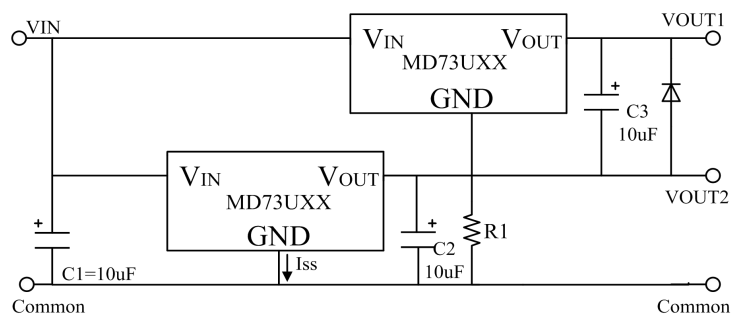 VIN
VOUT1
VIN VOUT
MD73UXX
GND
+
C3
10uF
VIN VOUT
MD73UXX
GND
VOUT2
+
C1=10uF
Iss
+
C2
10uF
R1
Common
Common